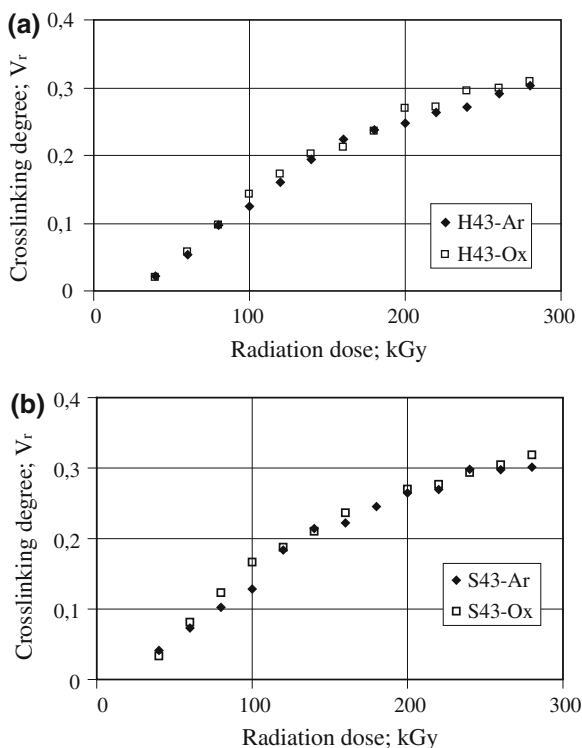 (a)
0,4
0,3
0,2
0,1
0
Crosslinking degree; Vr
H43-Ar
H43-Ox
0 100 200 300
Radiation dose; kGy
(b)
0,4
0,3
0,2
0,1
0
Crosslinking degree; Vr
S43-Ar
S43-Ox
0 100 200 300
Radiation dose; kGy